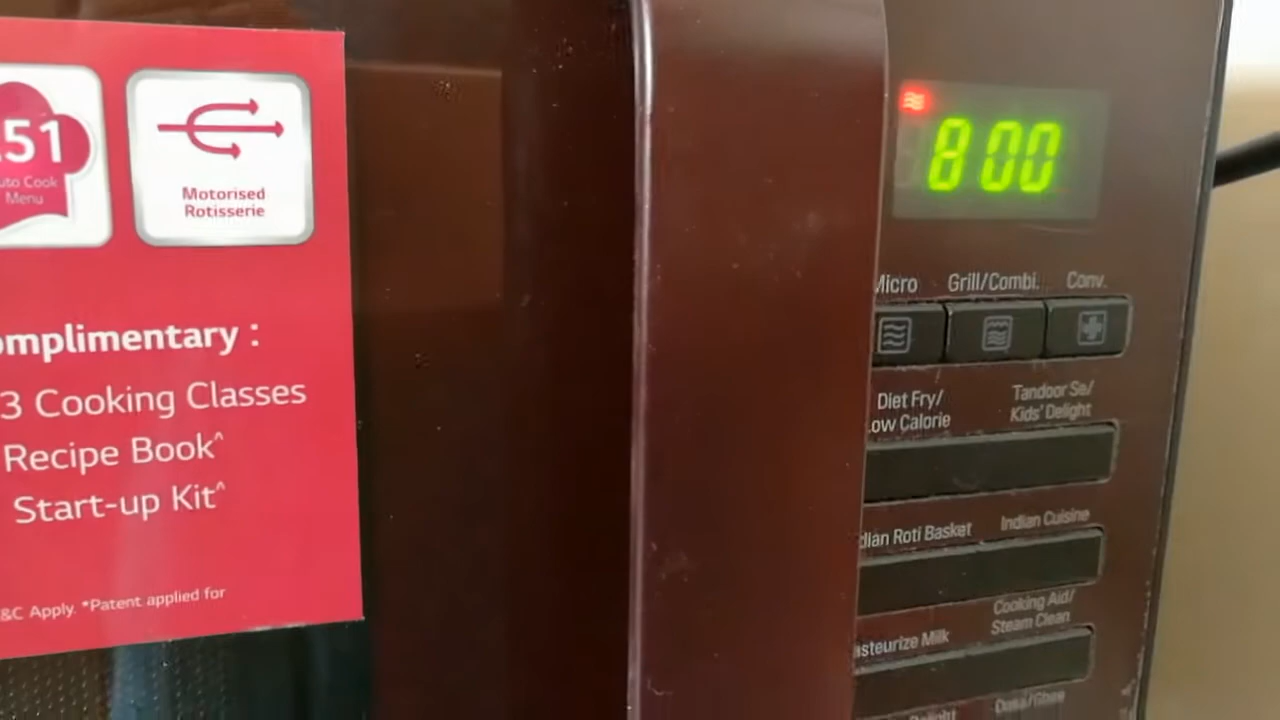 51
uto Cook
Menu
Motorised
Rotisserie
omplimentary :
3 Cooking Classes
Recipe Book^
Start-up Kit^
&C Apply. *Patent applied for
8 00
Micro Grill/Combi. Conv.
Diet Fry/
ow Calorie
Tandoor Se/
Kids' Delight
dian Roti Basket Indian Cuisine
asteurize Milk
Cooking Aid/
Steam Clean